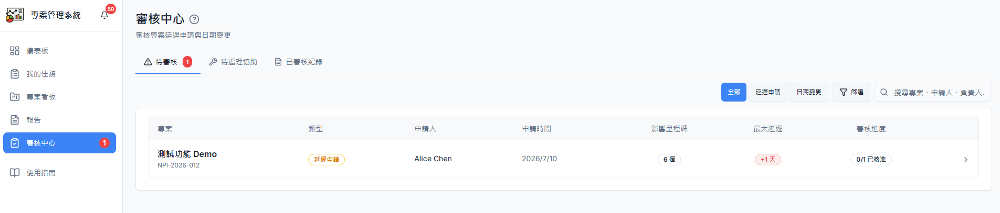 專案管理系統
50
儀表板
我的任務
專案看板
報告
審核中心
1
使用指南
審核中心
審核專案延遲申請與日期變更
待審核 1
待處理協助
已審核紀錄
全部
延遲申請
日期變更
篩選
搜尋專案、申請人、負責人..
專案 類型 申請人 申請時間 影響里程碑 最大延遲 審核進度
測試功能 Demo
NPI-2026-012
延遲申請
Alice Chen
2026/7/10
6 個
+1 天
0/1 已核准